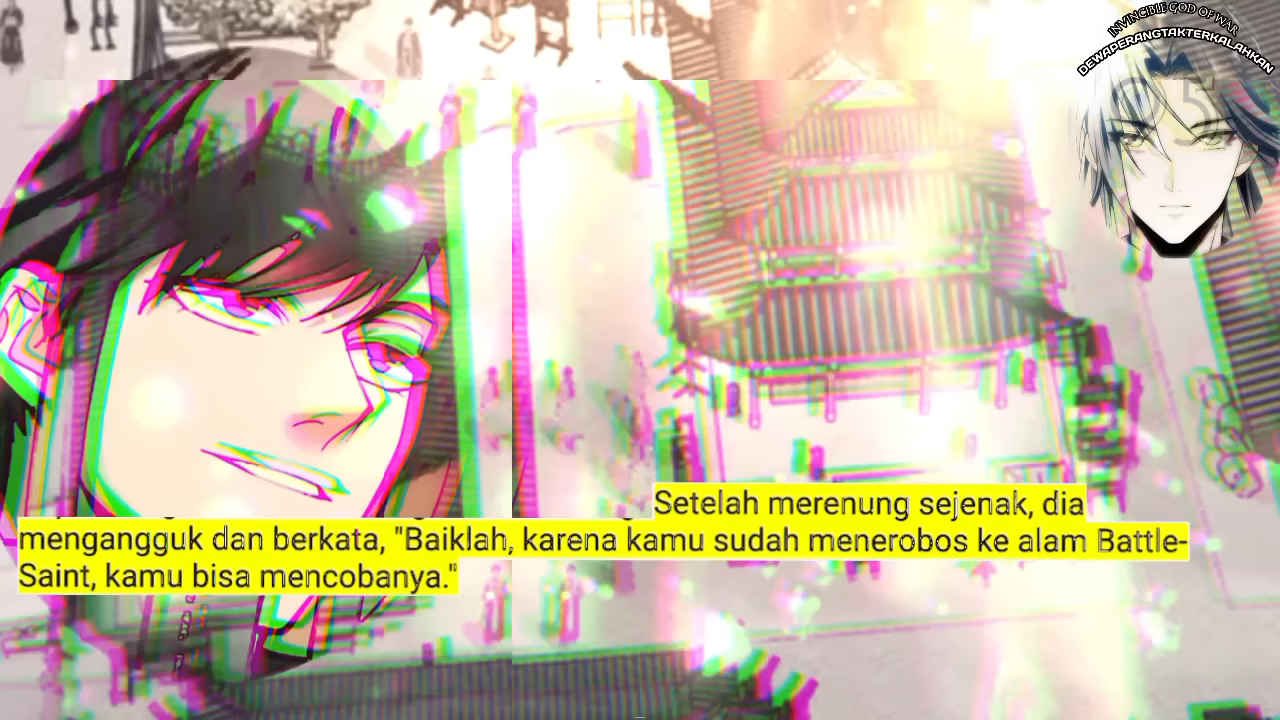 INVINCIBLE GOD OF WAR
DEWAPERANGTAKTERKALAHKAN
Setelah merenung sejenak, dia
mengangguk dan berkata, "Baiklah, karena kamu sudah menerobos ke alam Battle-
Saint, kamu bisa mencobanya."